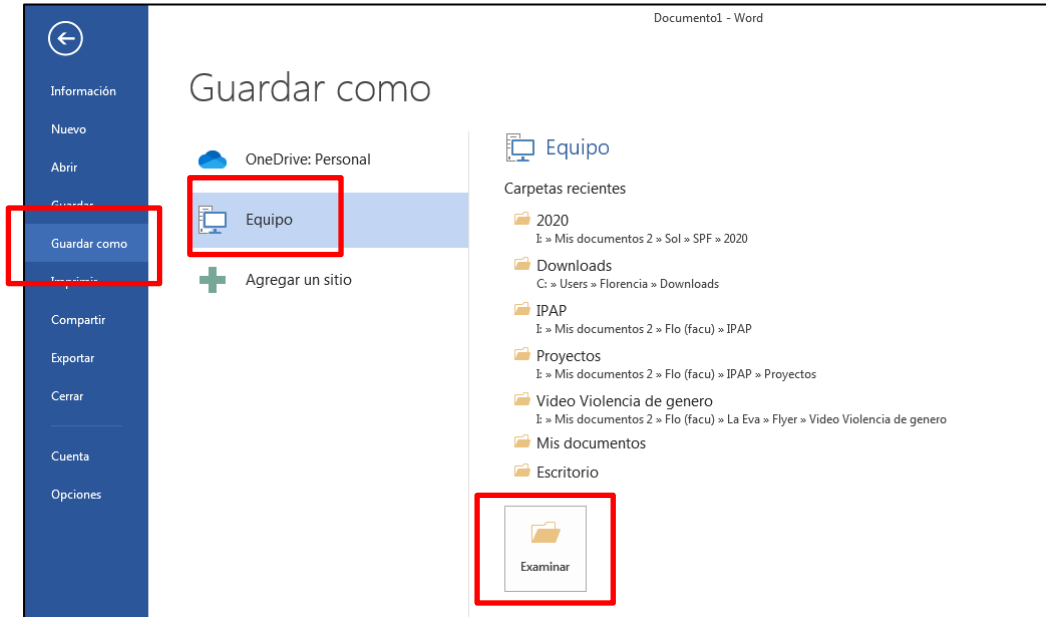 Documento1 - Word
Información
Nuevo
Abrir
Guardar
Guardar como
Imprimir
Compartir
Exportar
Cerrar
Cuenta
Opciones
Guardar como
OneDrive: Personal
Equipo
Agregar un sitio
Equipo
Carpetas recientes
2020
I: » Mis documentos 2 » Sol » SPF » 2020
Downloads
C: » Users » Florencia » Downloads
IPAP
I: » Mis documentos 2 » Flo (facu) » IPAP
Proyectos
I: » Mis documentos 2 » Flo (facu) » IPAP » Proyectos
Video Violencia de genero
I: » Mis documentos 2 » Flo (facu) » La Eva » Flyer » Video Violencia de genero
Mis documentos
Escritorio
Examinar